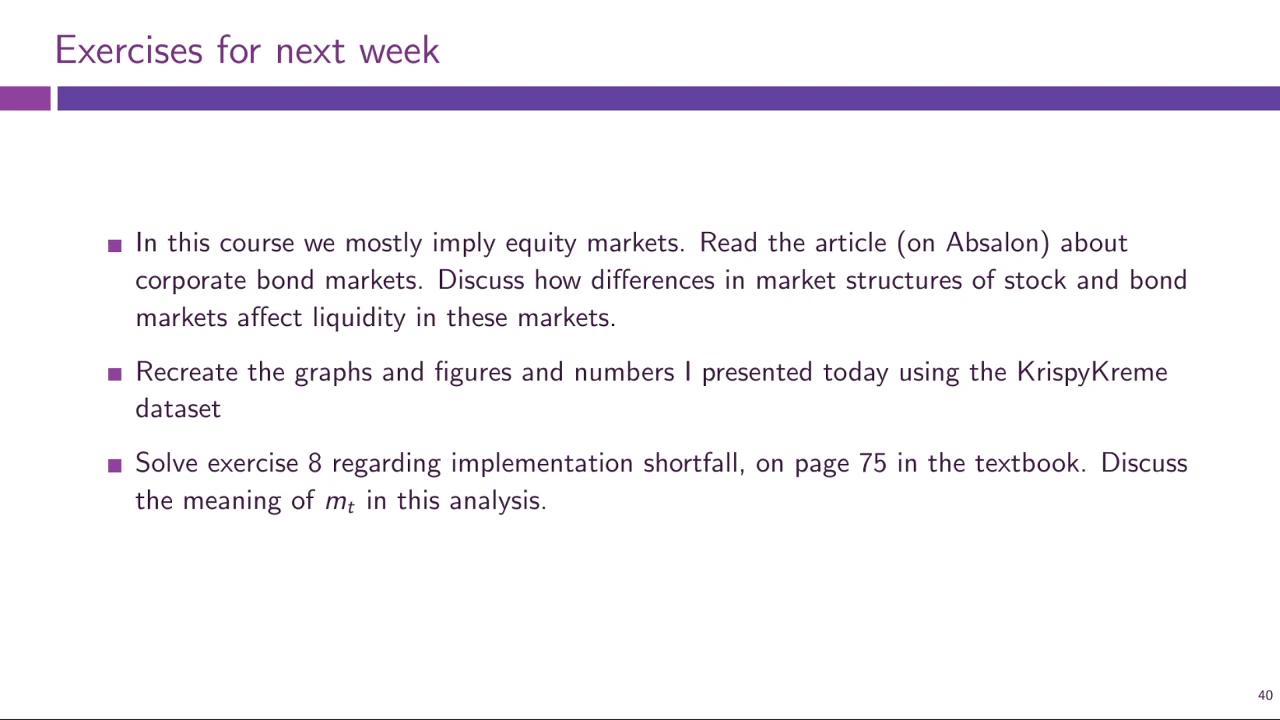 Exercises for next week
In this course we mostly imply equity markets. Read the article (on Absalon) about
corporate bond markets. Discuss how differences in market structures of stock and bond
markets affect liquidity in these markets.
Recreate the graphs and figures and numbers I presented today using the KrispyKreme
dataset
Solve exercise 8 regarding implementation shortfall, on page 75 in the textbook. Discuss
the meaning of mₜ in this analysis.
40